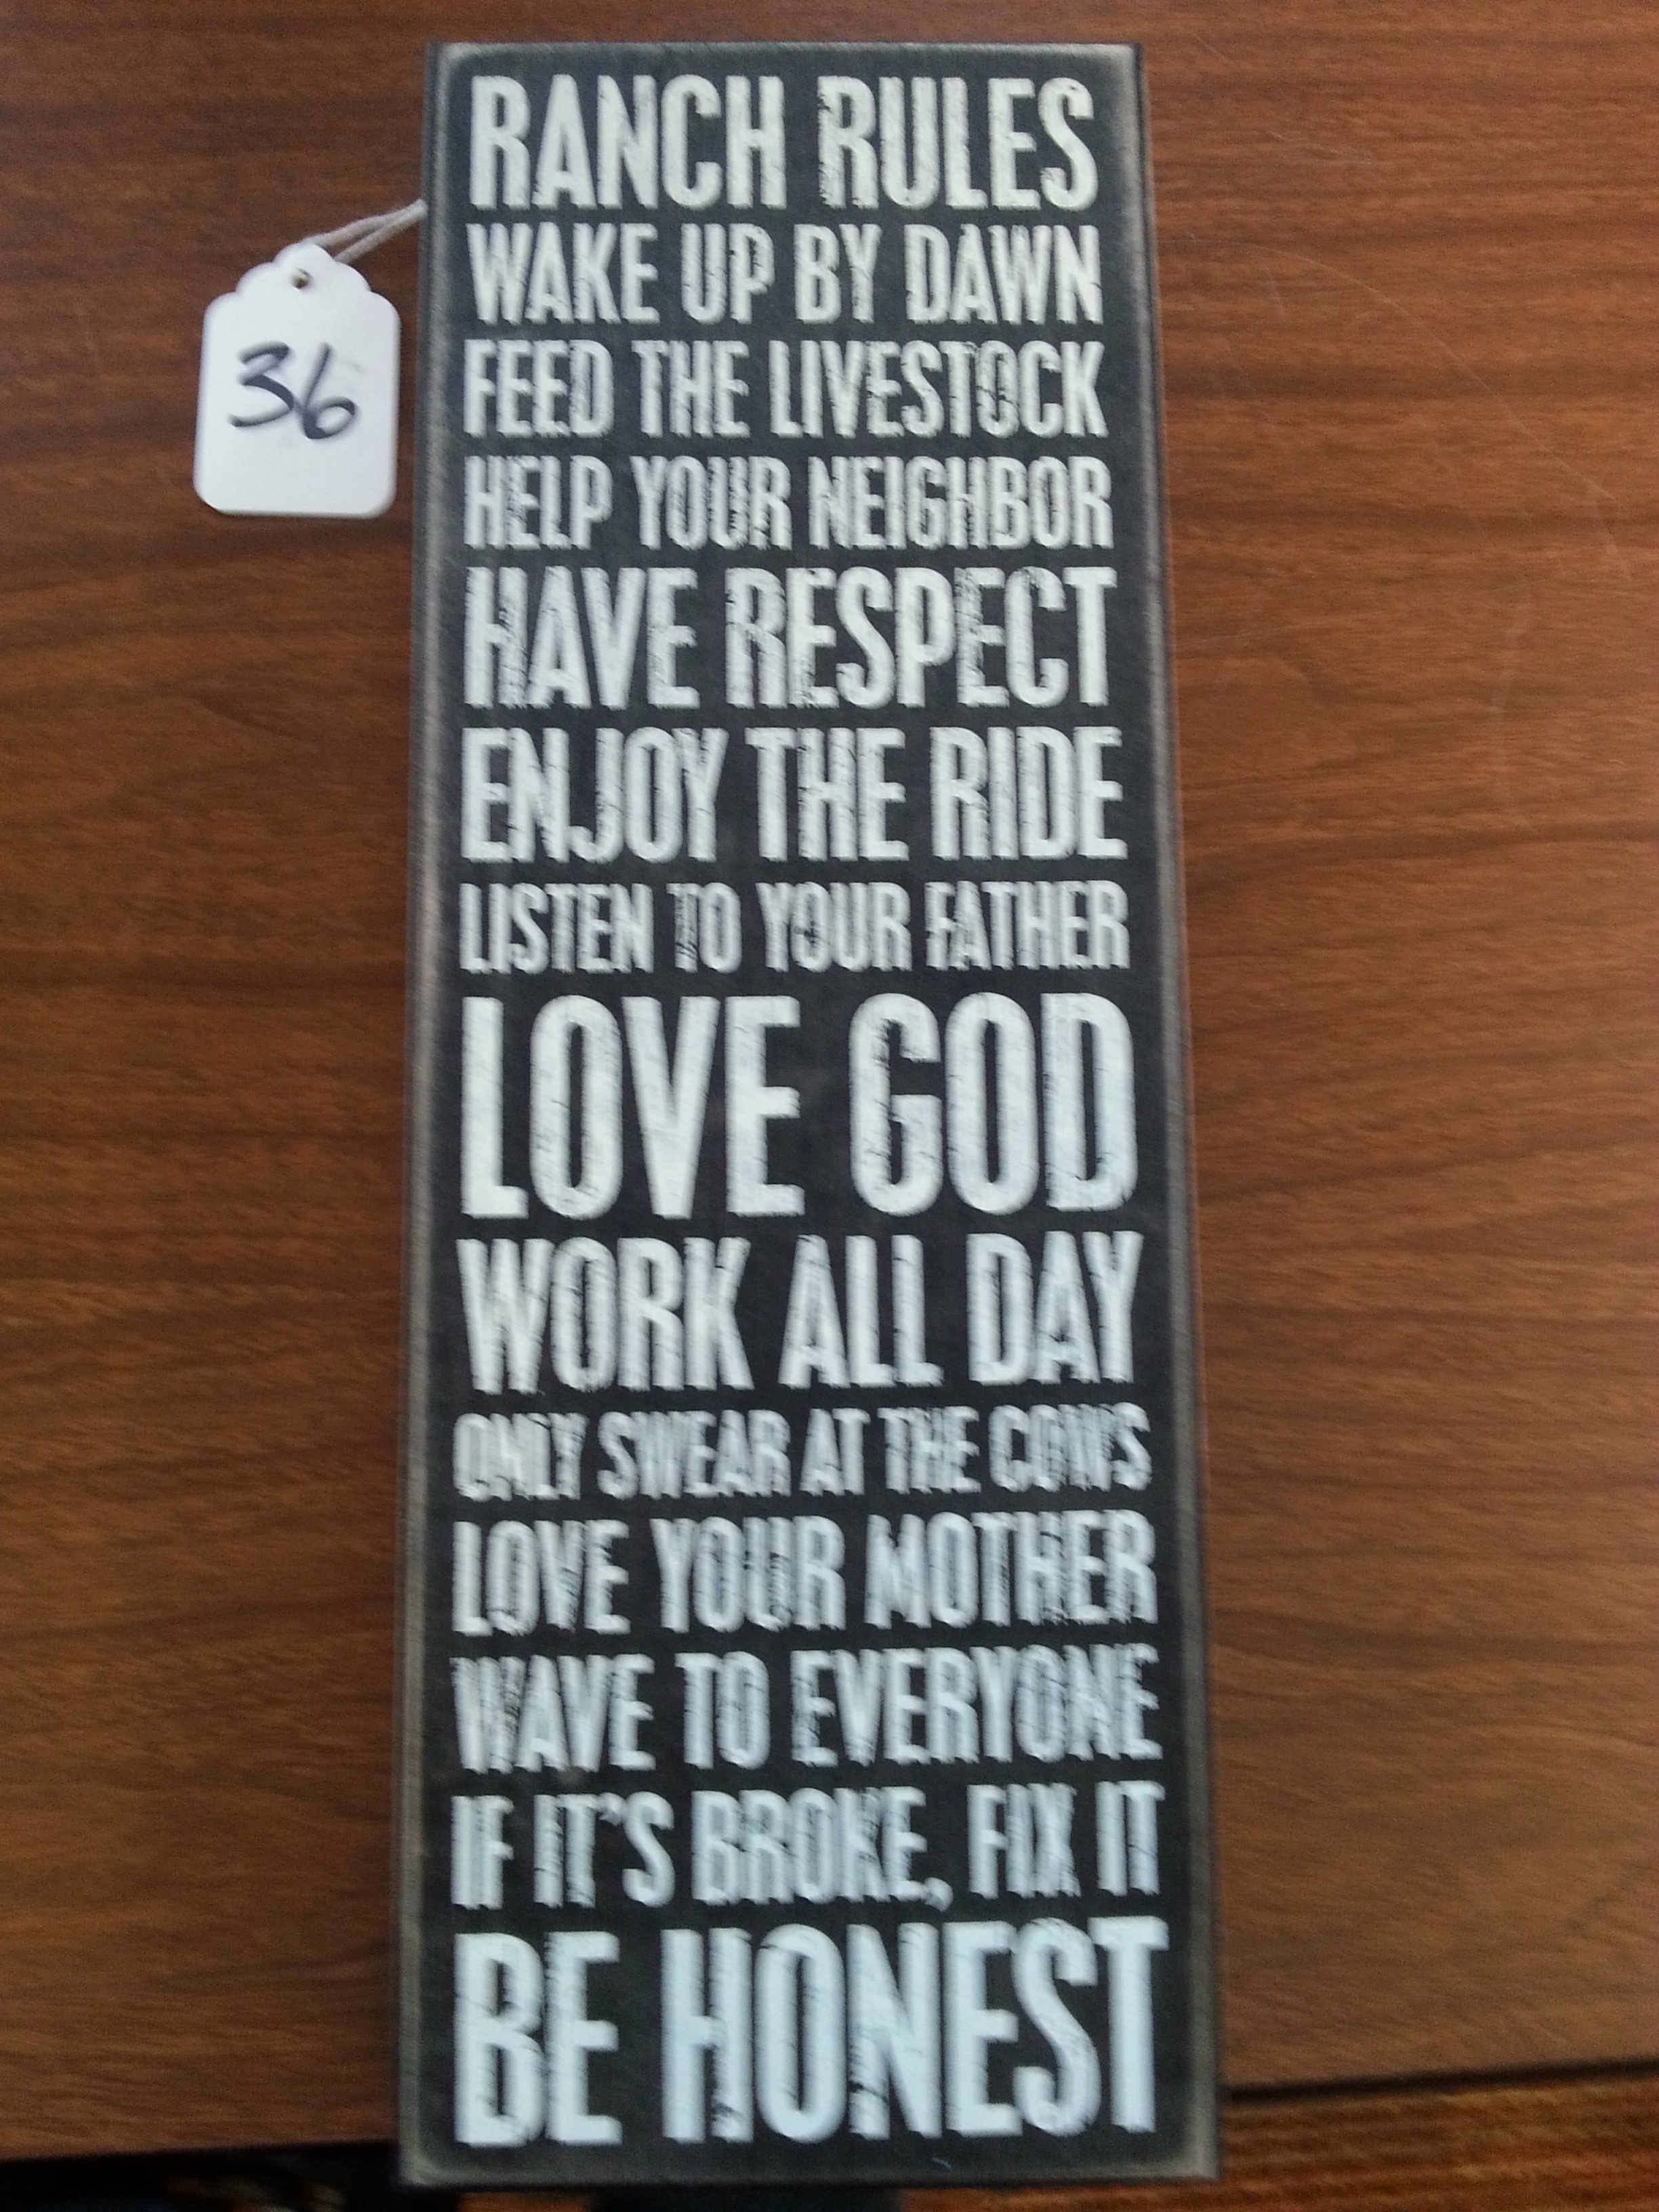 RANCH RULES
WAKE UP BY DAWN
36
FEED THE LIVESTOCK
HELP YOUR NEIGHBOR
HAVE RESPECT
ENJOY THE RIDE
LISTEN TO YOUR FATHER
LOVE GOD
WORK ALL DAY
ONLY SWEAR AT THE COWS
LOVE YOUR MOTHER
WAVE TO EVERYONE
IF IT'S BROKE, FIX IT
BE HONEST